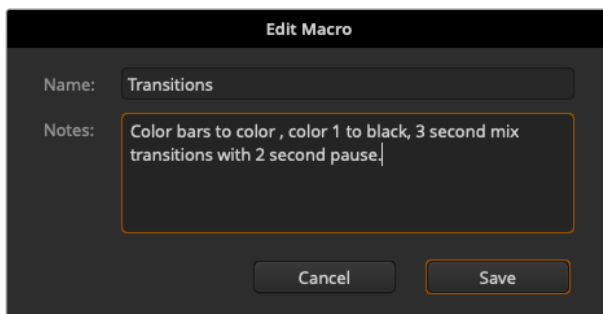 Edit Macro
Name: Transitions
Notes: Color bars to color , color 1 to black, 3 second mix
transitions with 2 second pause.
Cancel Save